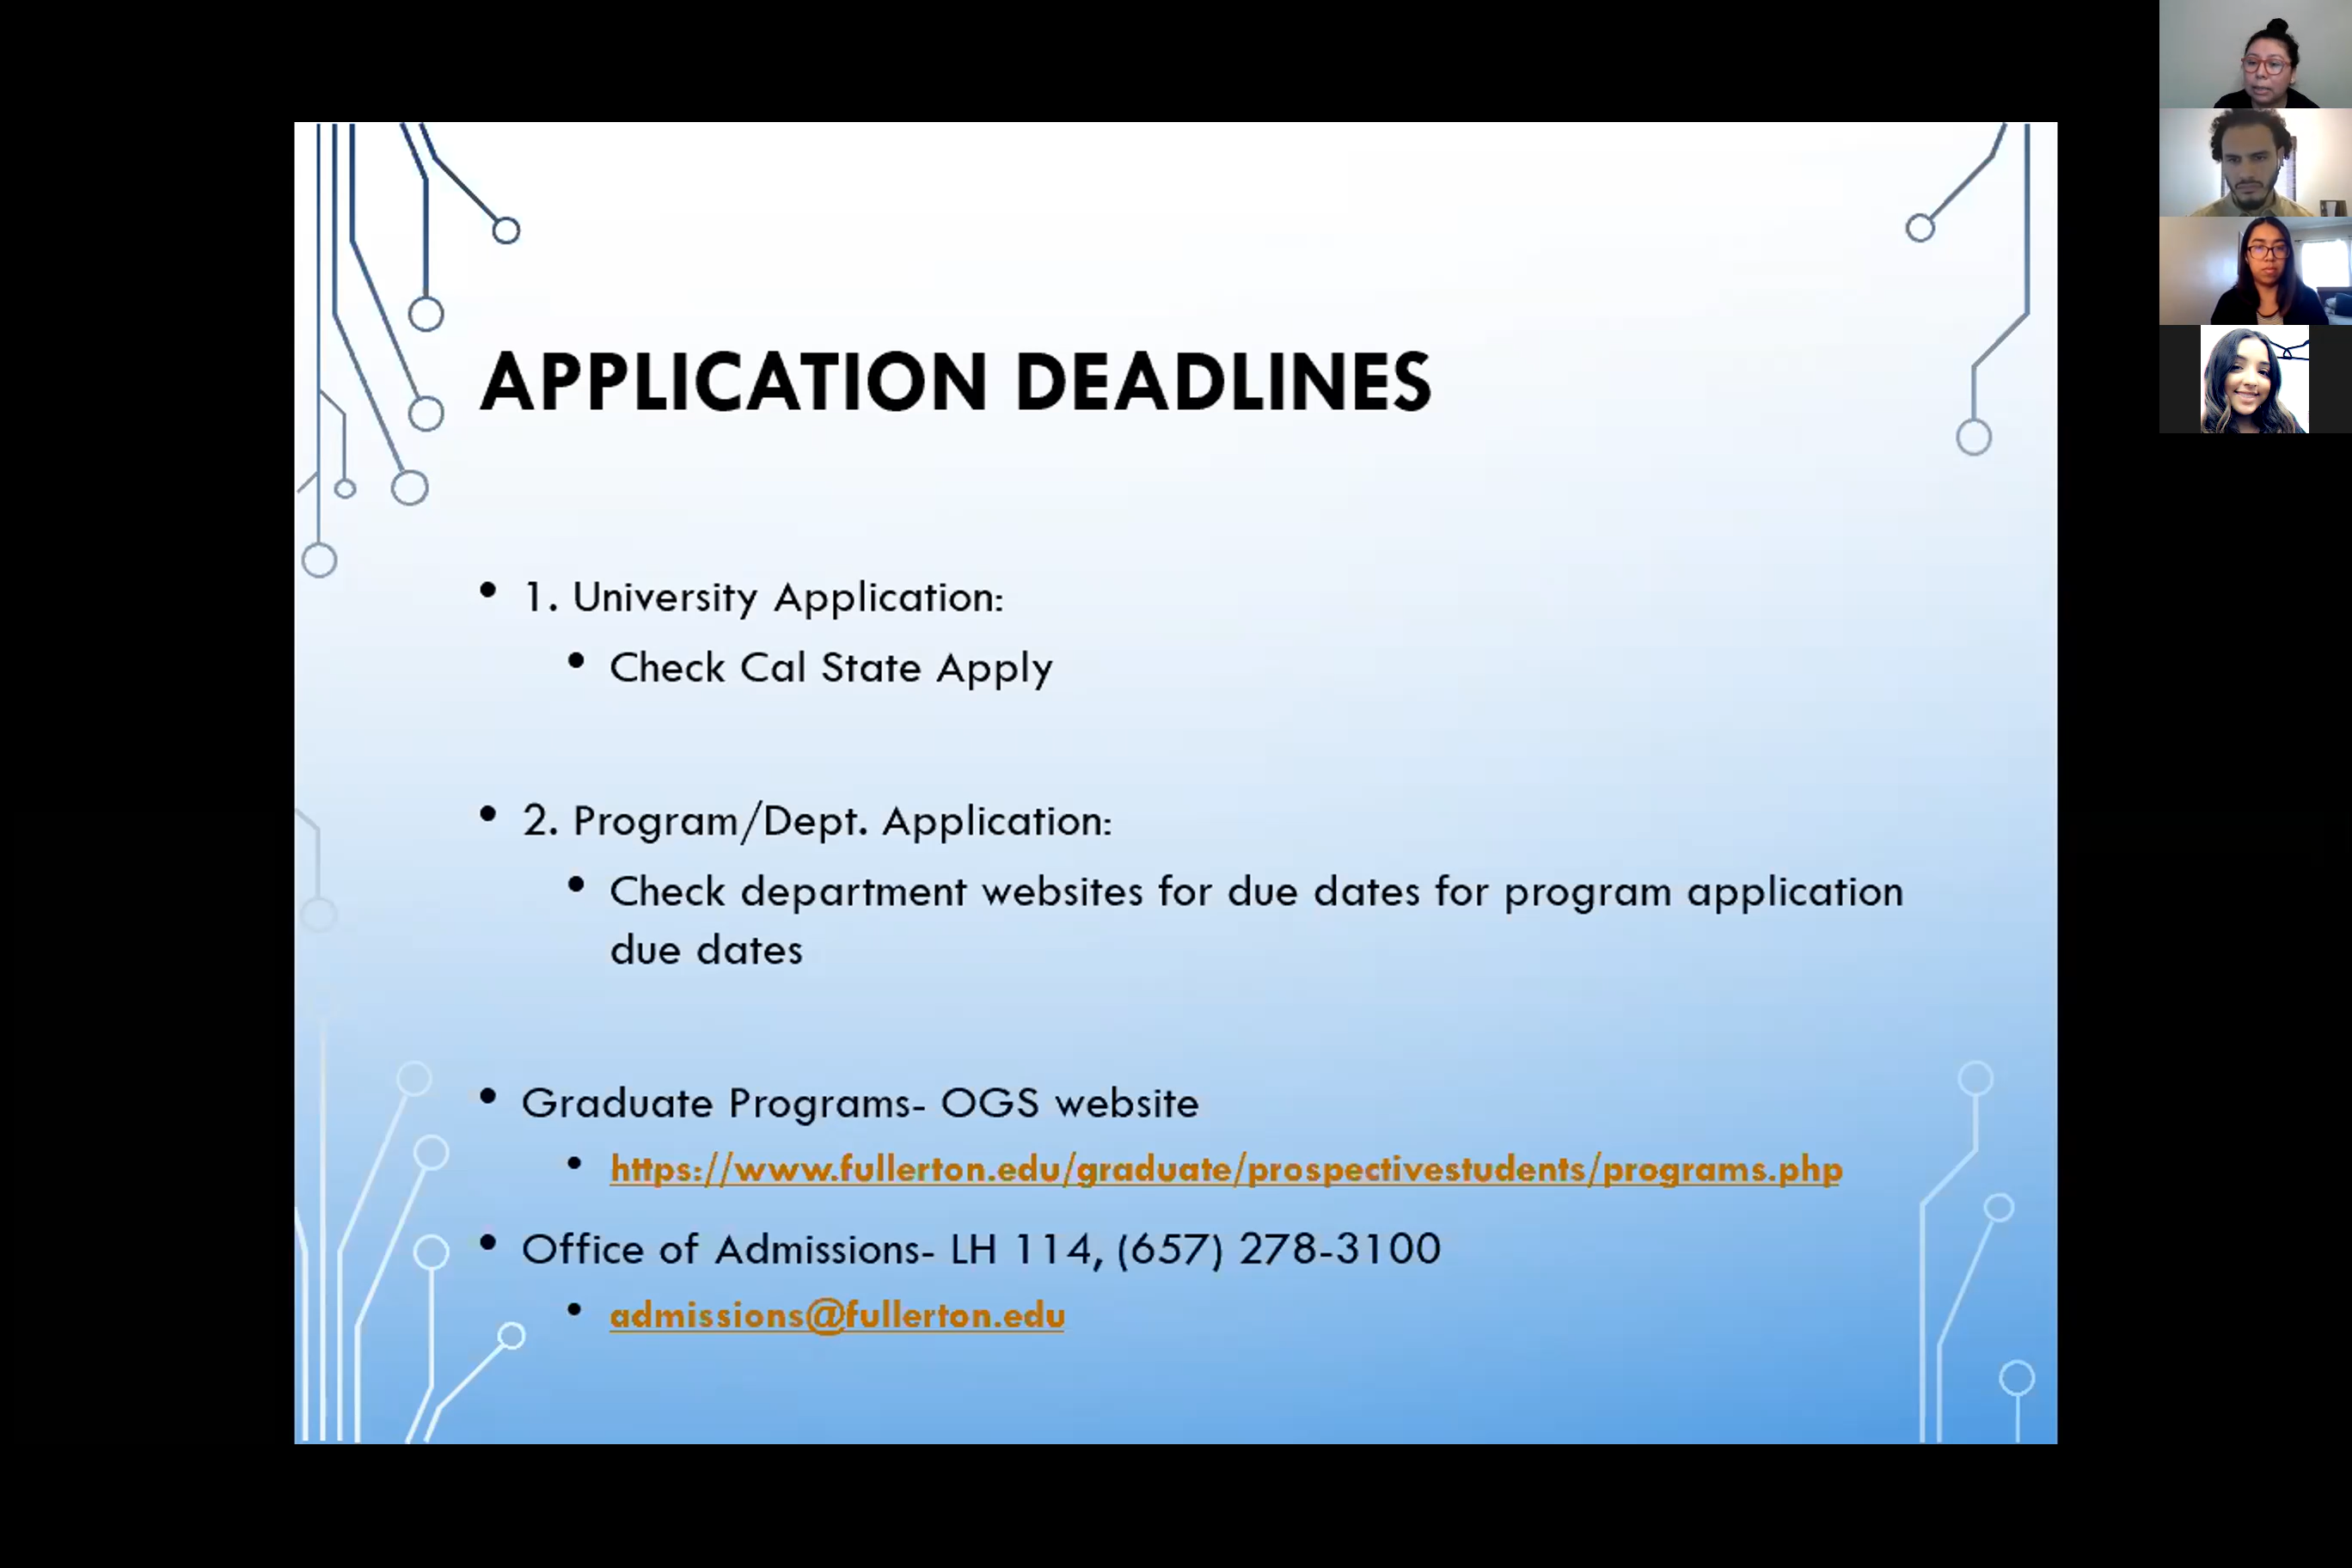 APPLICATION DEADLINES
• 1. University Application:
• Check Cal State Apply
• 2. Program/Dept. Application:
• Check department websites for due dates for program application
due dates
• Graduate Programs- OGS website
• https://www.fullerton.edu/graduate/prospectivestudents/programs.php
• Office of Admissions- LH 114, (657) 278-3100
• admissions@fullerton.edu